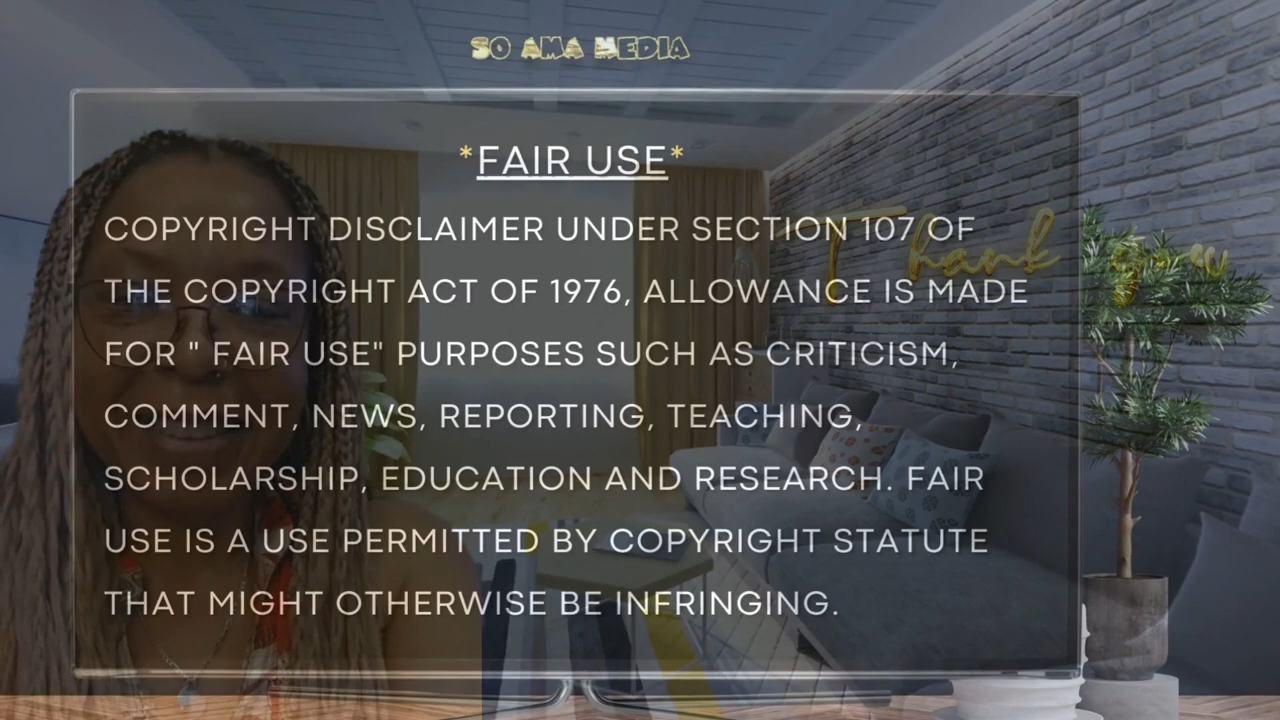 SO AMA MEDIA
*FAIR USE*
COPYRIGHT DISCLAIMER UNDER SECTION 107 OF
THE COPYRIGHT ACT OF 1976, ALLOWANCE IS MADE
FOR " FAIR USE" PURPOSES SUCH AS CRITICISM,
COMMENT, NEWS, REPORTING, TEACHING,
SCHOLARSHIP, EDUCATION AND RESEARCH. FAIR
USE IS A USE PERMITTED BY COPYRIGHT STATUTE
THAT MIGHT OTHERWISE BE INFRINGING.
Thank you